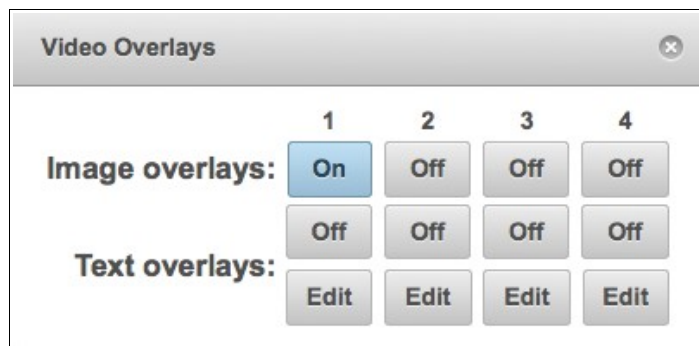 Video Overlays
1 2 3 4
Image overlays: On Off Off Off
Off Off Off Off
Text overlays:
Edit Edit Edit Edit